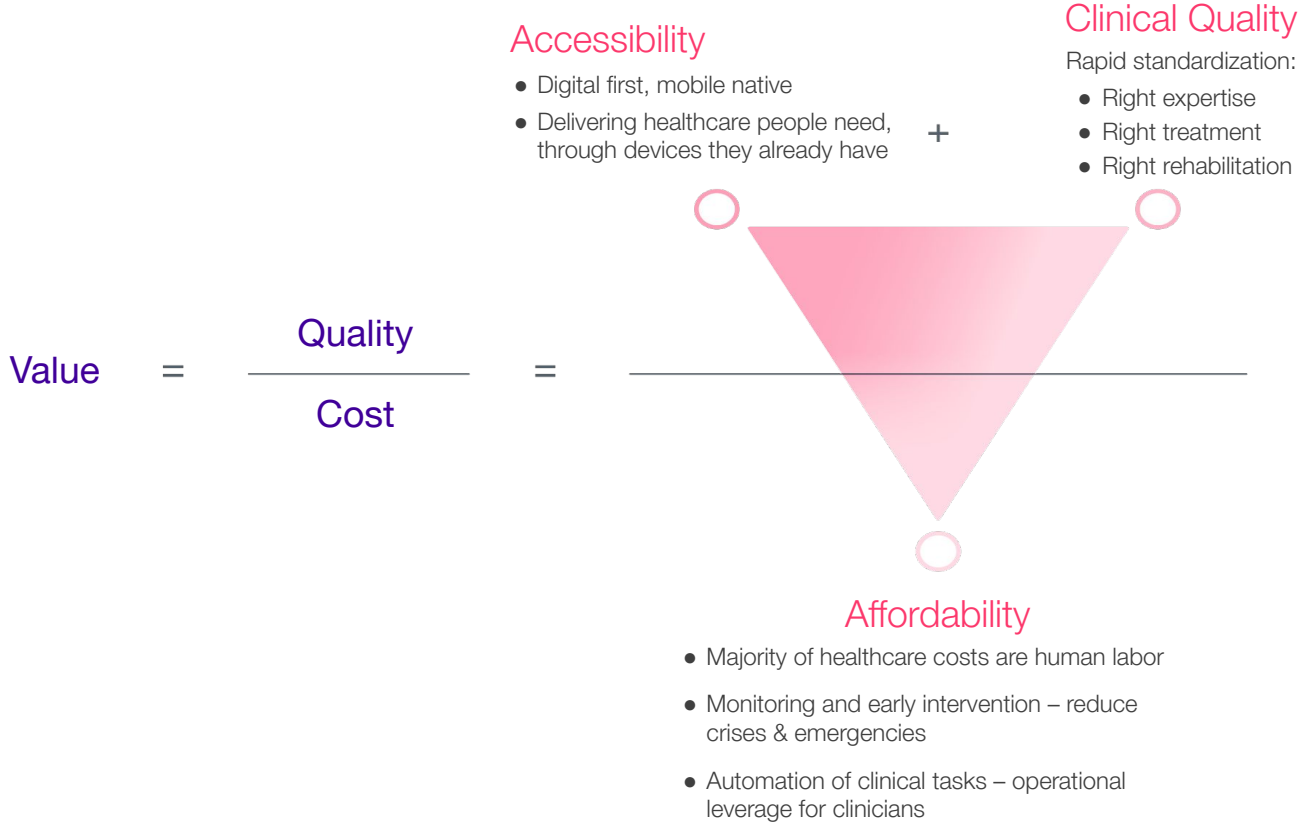 Accessibility
● Digital first, mobile native
● Delivering healthcare people need,
through devices they already have
+
Clinical Quality
Rapid standardization:
● Right expertise
● Right treatment
● Right rehabilitation
Value
=
Quality
Cost
=
Affordability
● Majority of healthcare costs are human labor
● Monitoring and early intervention – reduce
crises & emergencies
● Automation of clinical tasks – operational
leverage for clinicians